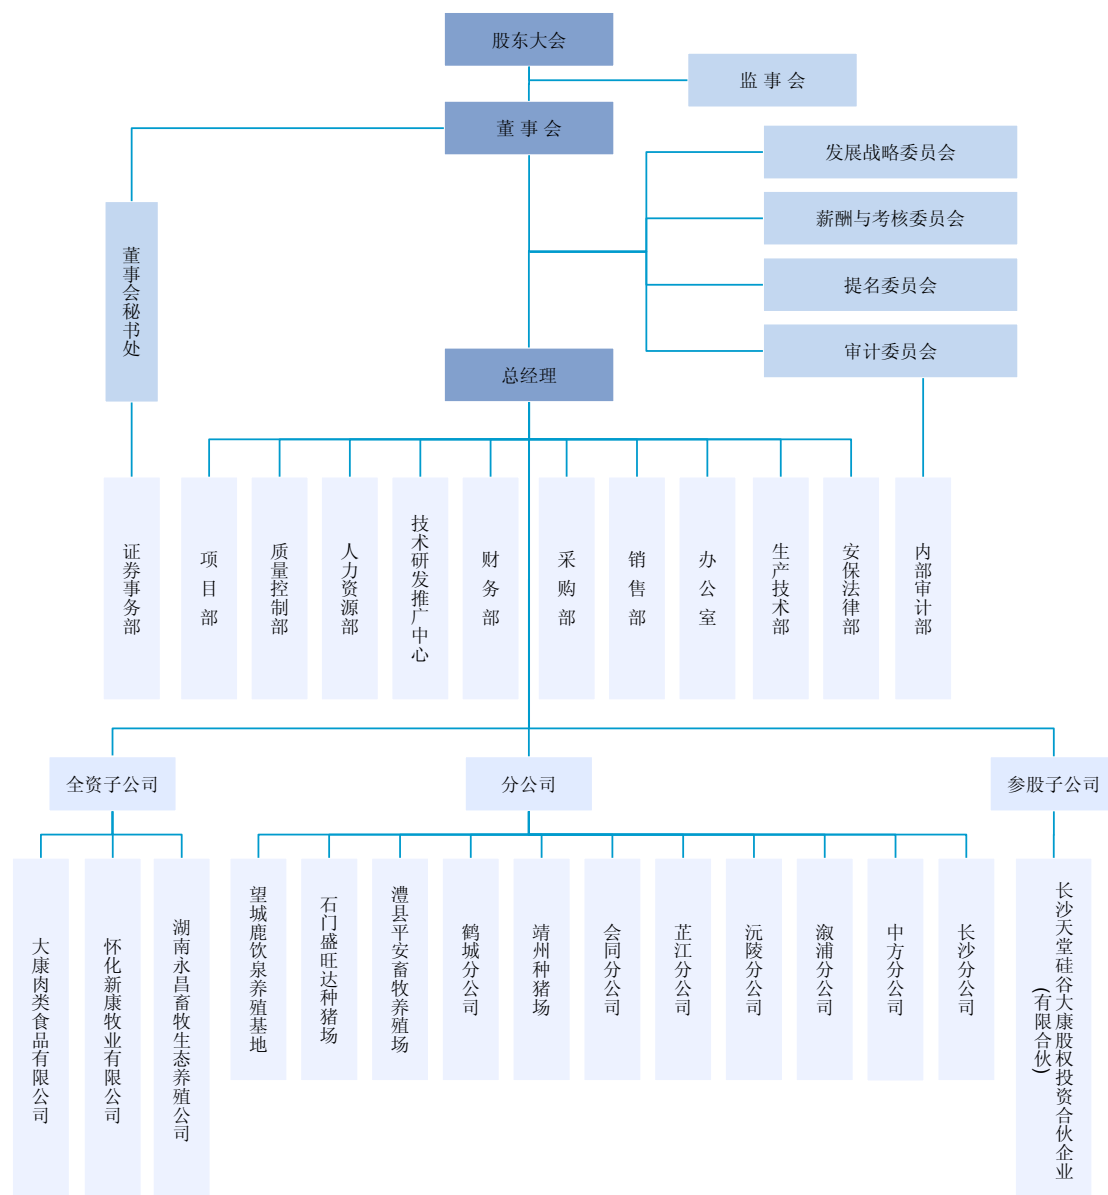 股东大会
监 事 会
董 事 会
发展战略委员会
薪酬与考核委员会
提名委员会
审计委员会
董事会秘书处
总经理
证券事务部
项目部
质量控制部
人力资源部
技术研发推广中心
财务部
采购部
销售部
办公室
生产技术部
安保法律部
内部审计部
全资子公司
分公司
参股子公司
大康肉类食品有限公司
怀化新康牧业有限公司
湖南永昌畜牧生态养殖公司
望城鹿饮泉养殖基地
石门盛旺达种猪场
澧县平安畜牧养殖场
鹤城分公司
靖州种猪场
会同分公司
芷江分公司
沅陵分公司
溆浦分公司
中方分公司
长沙分公司
长沙天堂硅谷大康股权投资合伙企业
(有限合伙)